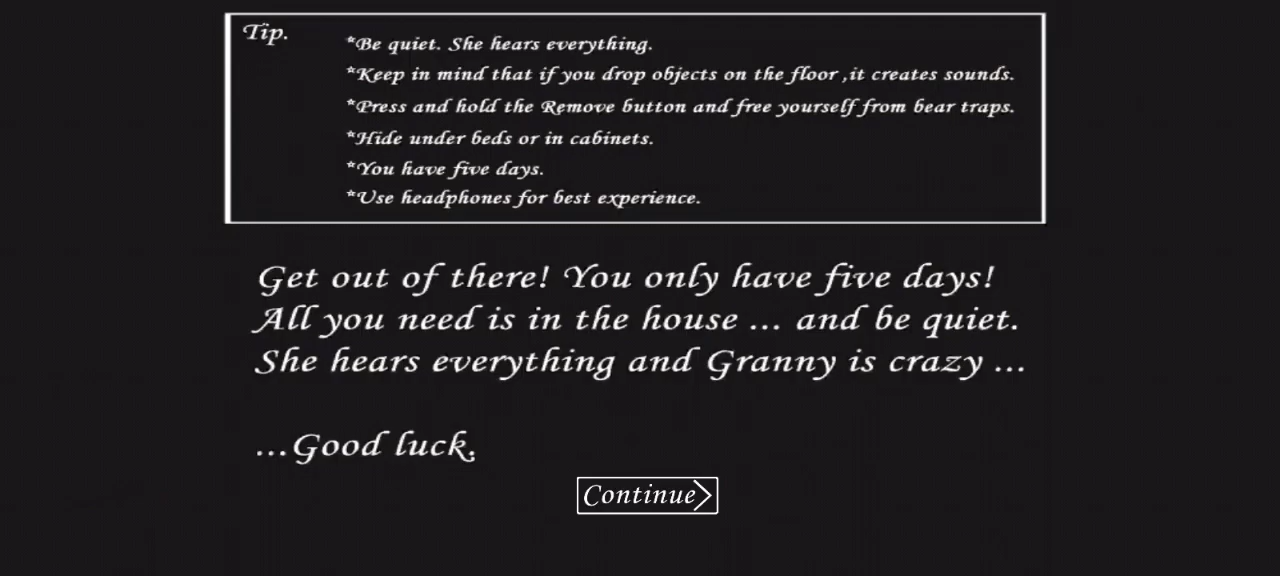 Tip.
*Be quiet. She hears everything.
*Keep in mind that if you drop objects on the floor ,it creates sounds.
*Press and hold the Remove button and free yourself from bear traps.
*Hide under beds or in cabinets.
*You have five days.
*Use headphones for best experience.
Get out of there! You only have five days!
All you need is in the house ... and be quiet.
She hears everything and Granny is crazy ...
...Good luck.
Continue>